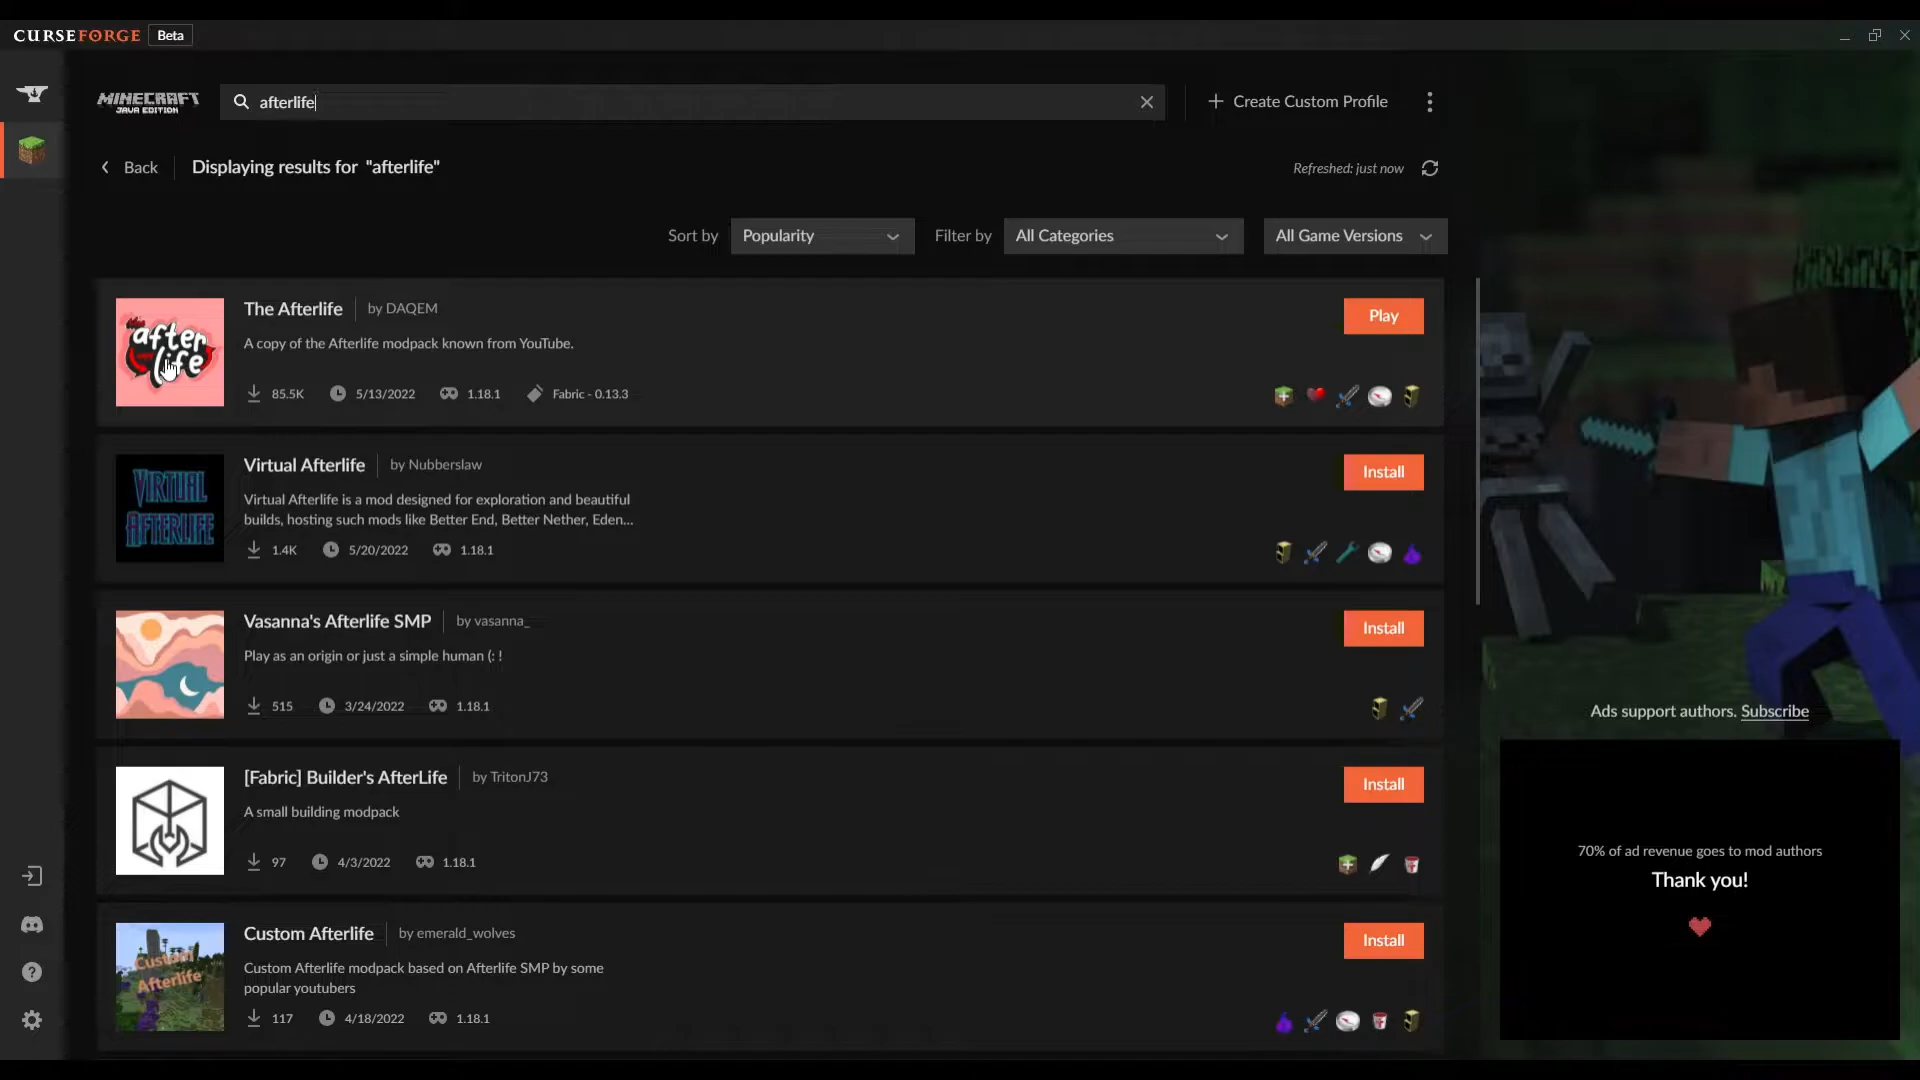 CURSEFORGE Beta
MINECRAFT
JAVA EDITION
afterlife
Create Custom Profile
Back
Displaying results for "afterlife"
Refreshed: just now
Sort by Popularity Filter by All Categories All Game Versions
after
life
The Afterlife by DAQEM
Play
A copy of the Afterlife modpack known from YouTube.
85.5K 5/13/2022 1.18.1 Fabric - 0.13.3
VIRTUAL
AFTERLIFE
Virtual Afterlife by Nubberslaw
Install
Virtual Afterlife is a mod designed for exploration and beautiful
builds, hosting such mods like Better End, Better Nether, Eden...
1.4K 5/20/2022 1.18.1
Vasanna's Afterlife SMP by vasanna_
Install
Play as an origin or just a simple human (: !
515 3/24/2022 1.18.1
[Fabric] Builder's AfterLife by TritonJ73
Install
A small building modpack
97 4/3/2022 1.18.1
Custom
Afterlife
Custom Afterlife by emerald_wolves
Install
Custom Afterlife modpack based on Afterlife SMP by some
popular youtubers
117 4/18/2022 1.18.1
Ads support authors. Subscribe
70% of ad revenue goes to mod authors
Thank you!